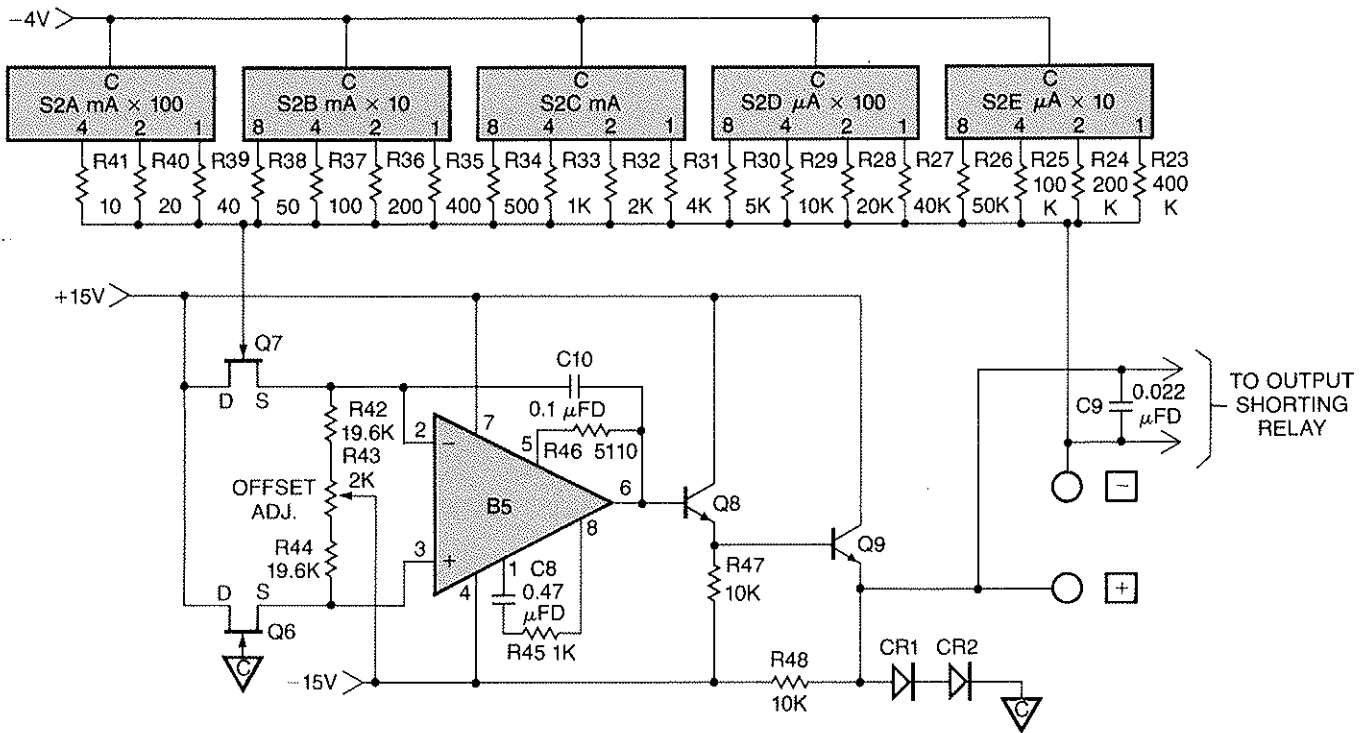 −4V
C C C C C
S2A mA × 100 S2B mA × 10 S2C mA S2D μA × 100 S2E μA × 10
4 2 1 8 4 2 1 8 4 2 1 8 4 2 1 8 4 2 1
R41 R40 R39 R38 R37 R36 R35 R34 R33 R32 R31 R30 R29 R28 R27 R26 R25 R24 R23
10 20 40 50 100 200 400 500 1K 2K 4K 5K 10K 20K 40K 50K 100 K 200 K 400 K
+15V
Q7
D S
C10
0.1 μFD
R42
19.6K
R43
2K
OFFSET
ADJ.
R44
19.6K
2 −
7
5 R46 5110
B5
6
8
3 +
4
1 C8
0.47
μFD
R45 1K
D S
Q6
C
−15V
Q8
R47
10K
Q9
R48
10K
CR1 CR2
C
C9 0.022
μFD
TO OUTPUT
SHORTING
RELAY
−
+